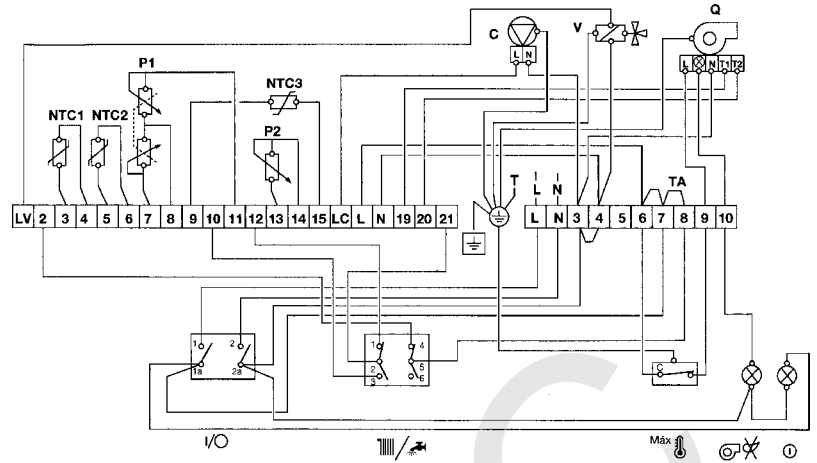 Q
C
V
P1
L N
L N T1 T2
NTC3
NTC1 NTC2
P2
T L N
TA
LV 2 3 4 5 6 7 8 9 10 11 12 13 14 15 LC L N 19 20 21
L N 3 4 5 6 7 8 9 10
1 2
1a 2a
1 4
2 5
3 6
C
I/O
Máx